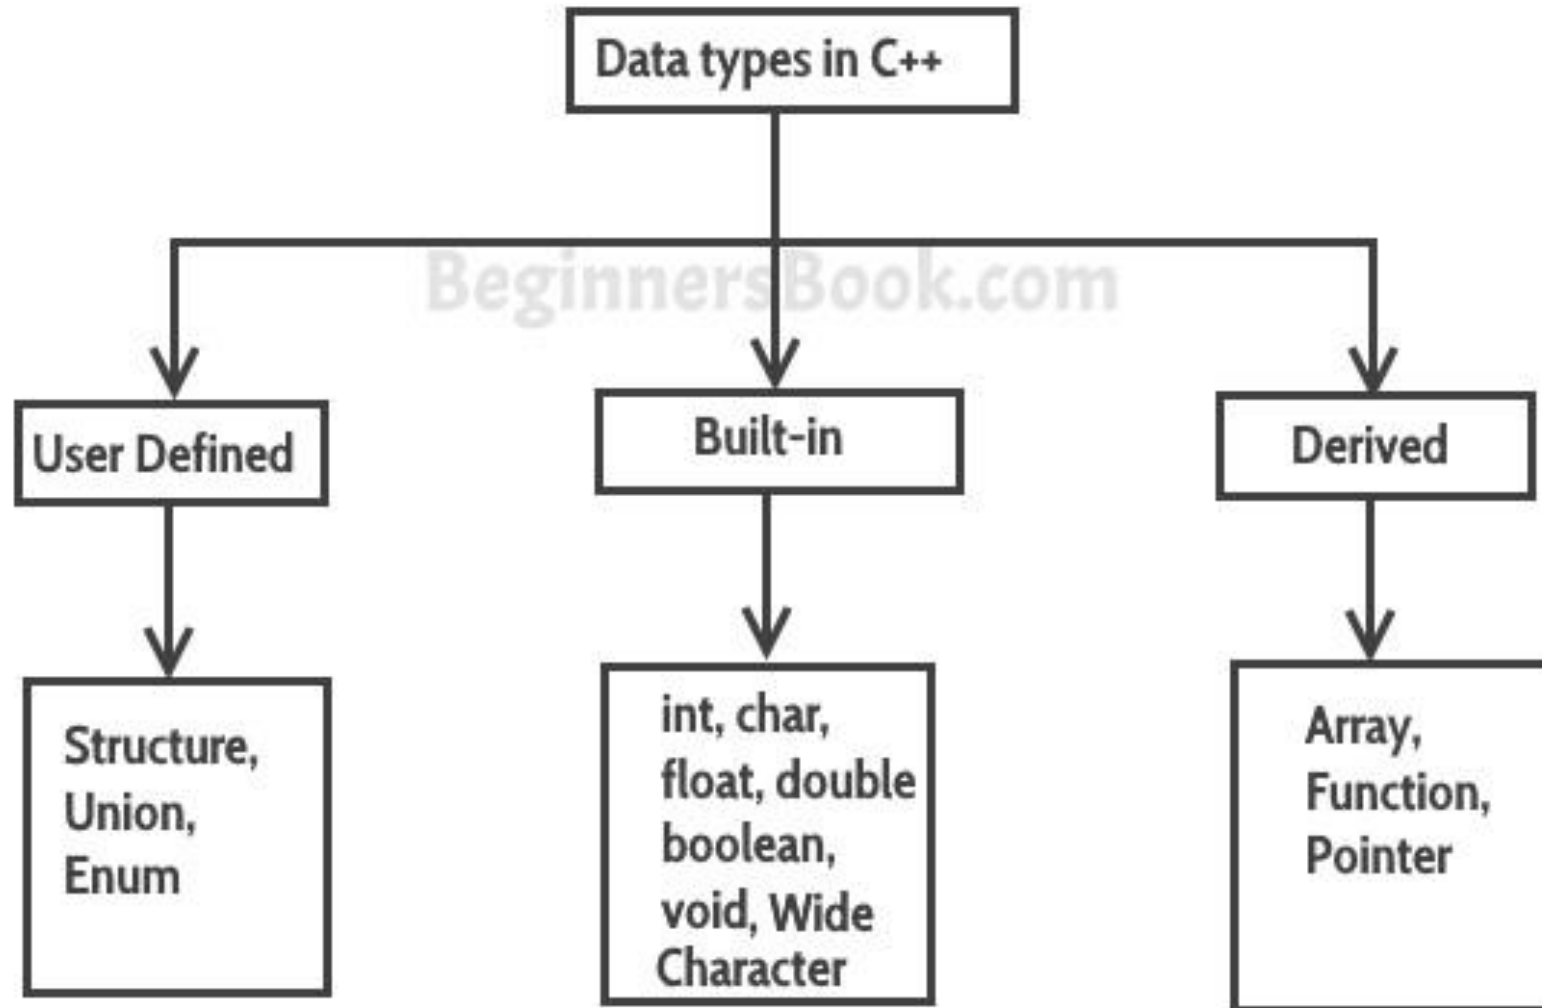 Data types in C++
BeginnersBook.com
User Defined
Built-in
Derived
Structure,
Union,
Enum
int, char,
float, double
boolean,
void, Wide
Character
Array,
Function,
Pointer